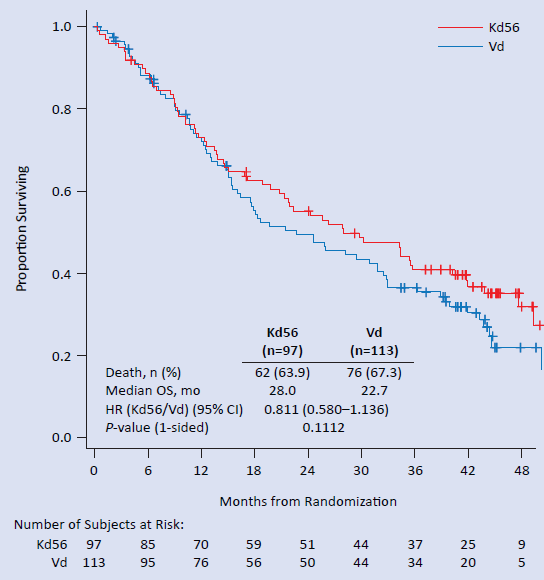 Kd56
Vd
1.0
0.8
0.6
0.4
0.2
0.0
Proportion Surviving
Kd56 Vd
(n=97) (n=113)
Death, n (%) 62 (63.9) 76 (67.3)
Median OS, mo 28.0 22.7
HR (Kd56/Vd) (95% CI) 0.811 (0.580–1.136)
P-value (1-sided) 0.1112
0 6 12 18 24 30 36 42 48
Months from Randomization
Number of Subjects at Risk:
Kd56 97 85 70 59 51 44 37 25 9
Vd 113 95 76 56 50 44 34 20 5